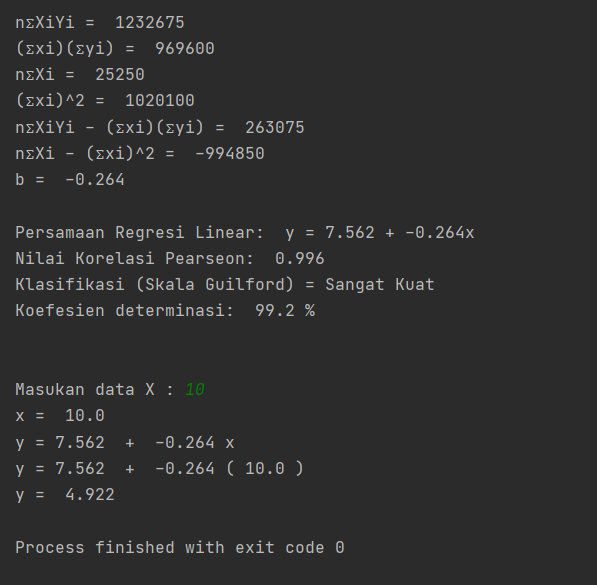 nΣXiYi =  1232675
(Σxi)(Σyi) =  969600
nΣXi =  25250
(Σxi)^2 =  1020100
nΣXiYi - (Σxi)(Σyi) =  263075
nΣXi - (Σxi)^2 =  -994850
b =  -0.264
Persamaan Regresi Linear:  y = 7.562 + -0.264x
Nilai Korelasi Pearseon:  0.996
Klasifikasi (Skala Guilford) = Sangat Kuat
Koefesien determinasi:  99.2 %
Masukan data X : 10
x =  10.0
y = 7.562  +  -0.264 x
y = 7.562  +  -0.264 ( 10.0 )
y =  4.922
Process finished with exit code 0